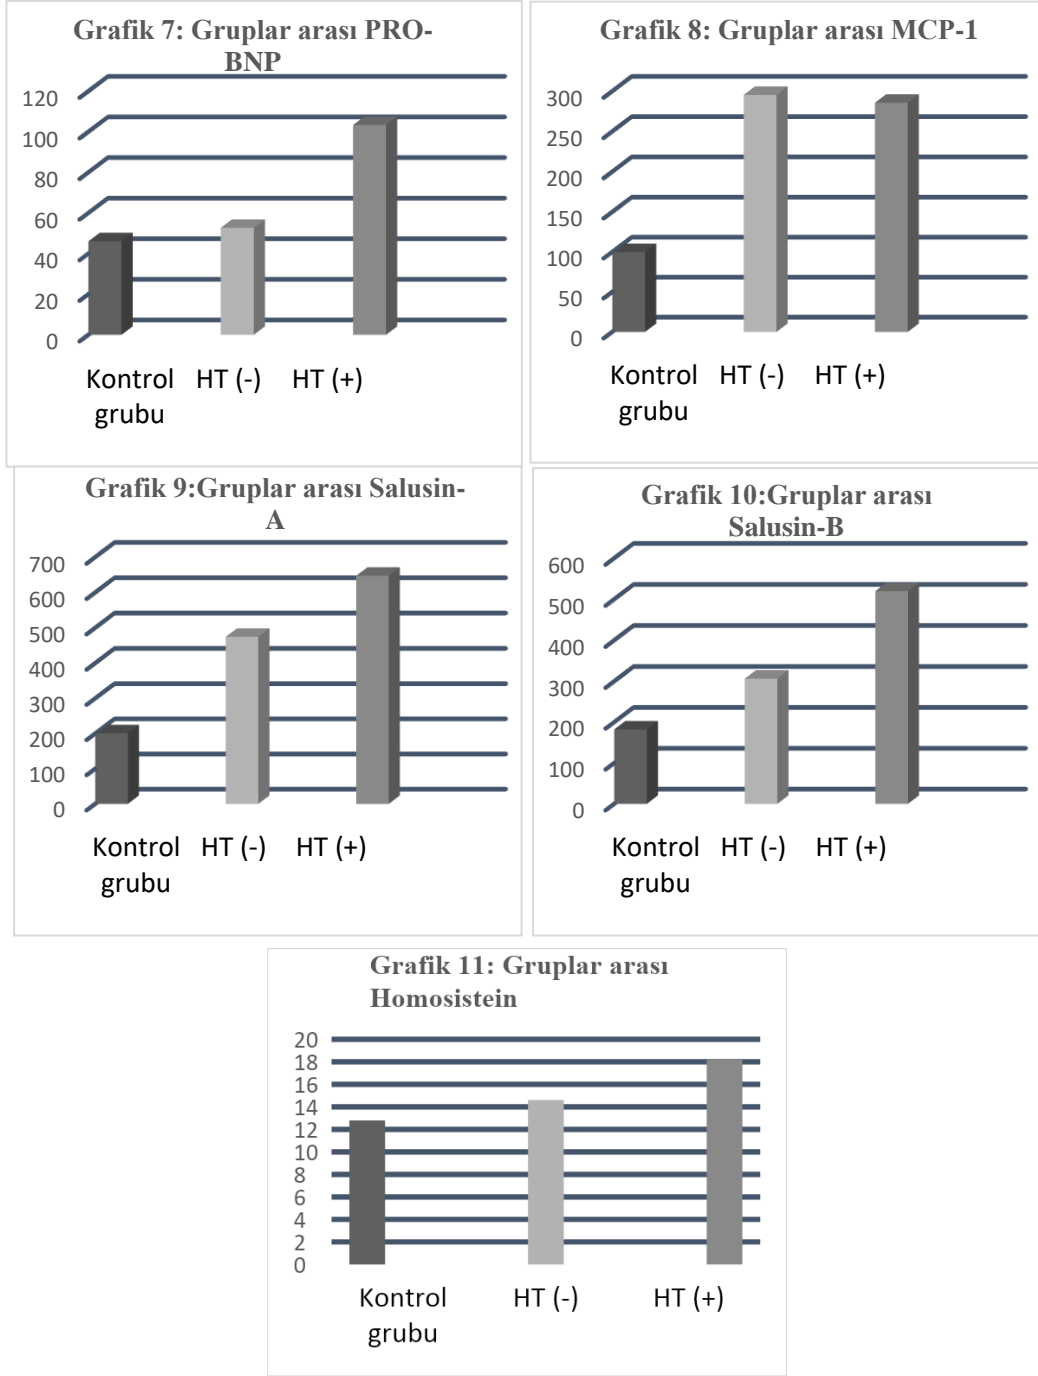 Grafik 7: Gruplar arası PRO-
BNP
120
100
80
60
40
20
0
Kontrol grubu HT (-) HT (+)
Grafik 8: Gruplar arası MCP-1
300
250
200
150
100
50
0
Kontrol grubu HT (-) HT (+)
Grafik 9:Gruplar arası Salusin-
A
700
600
500
400
300
200
100
0
Kontrol grubu HT (-) HT (+)
Grafik 10:Gruplar arası
Salusin-B
600
500
400
300
200
100
0
Kontrol grubu HT (-) HT (+)
Grafik 11: Gruplar arası
Homosistein
20
18
16
14
12
10
8
6
4
2
0
Kontrol grubu HT (-) HT (+)